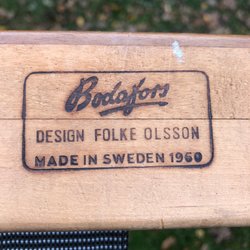 Bodafors
DESIGN FOLKE OLSSON
MADE IN SWEDEN 1960